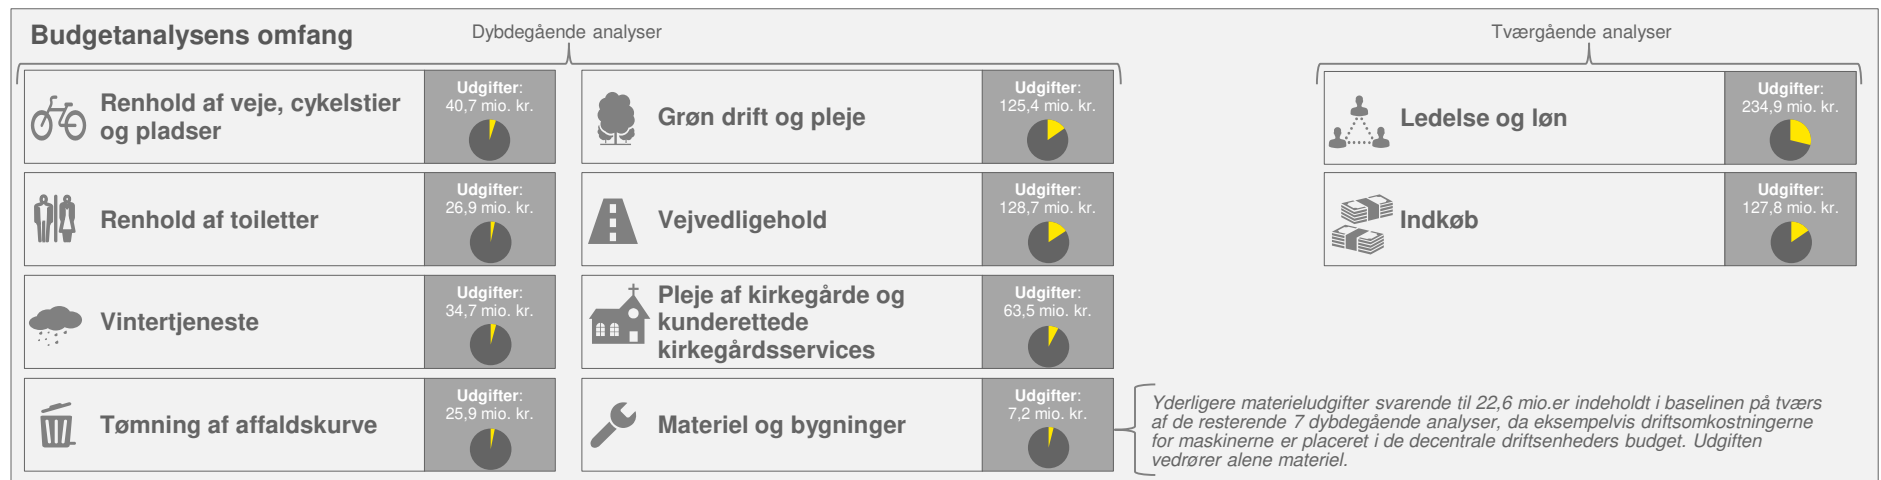 Budgetanalysens omfang
Dybdegående analyser
Renhold af veje, cykelstier
og pladser
Udgifter:
40,7 mio. kr.
Renhold af toiletter
Udgifter:
26,9 mio. kr.
Vintertjeneste
Udgifter:
34,7 mio. kr.
Tømning af affaldskurve
Udgifter:
25,9 mio. kr.
Grøn drift og pleje
Udgifter:
125,4 mio. kr.
Vejvedligehold
Udgifter:
128,7 mio. kr.
Pleje af kirkegårde og
kunderettede
kirkegårdsservices
Udgifter:
63,5 mio. kr.
Materiel og bygninger
Udgifter:
7,2 mio. kr.
Yderligere materieludgifter svarende til 22,6 mio.er indeholdt i baselinen på tværs
af de resterende 7 dybdegående analyser, da eksempelvis driftsomkostningerne
for maskinerne er placeret i de decentrale driftsenheders budget. Udgiften
vedrører alene materiel.
Tværgående analyser
Ledelse og løn
Udgifter:
234,9 mio. kr.
Indkøb
Udgifter:
127,8 mio. kr.